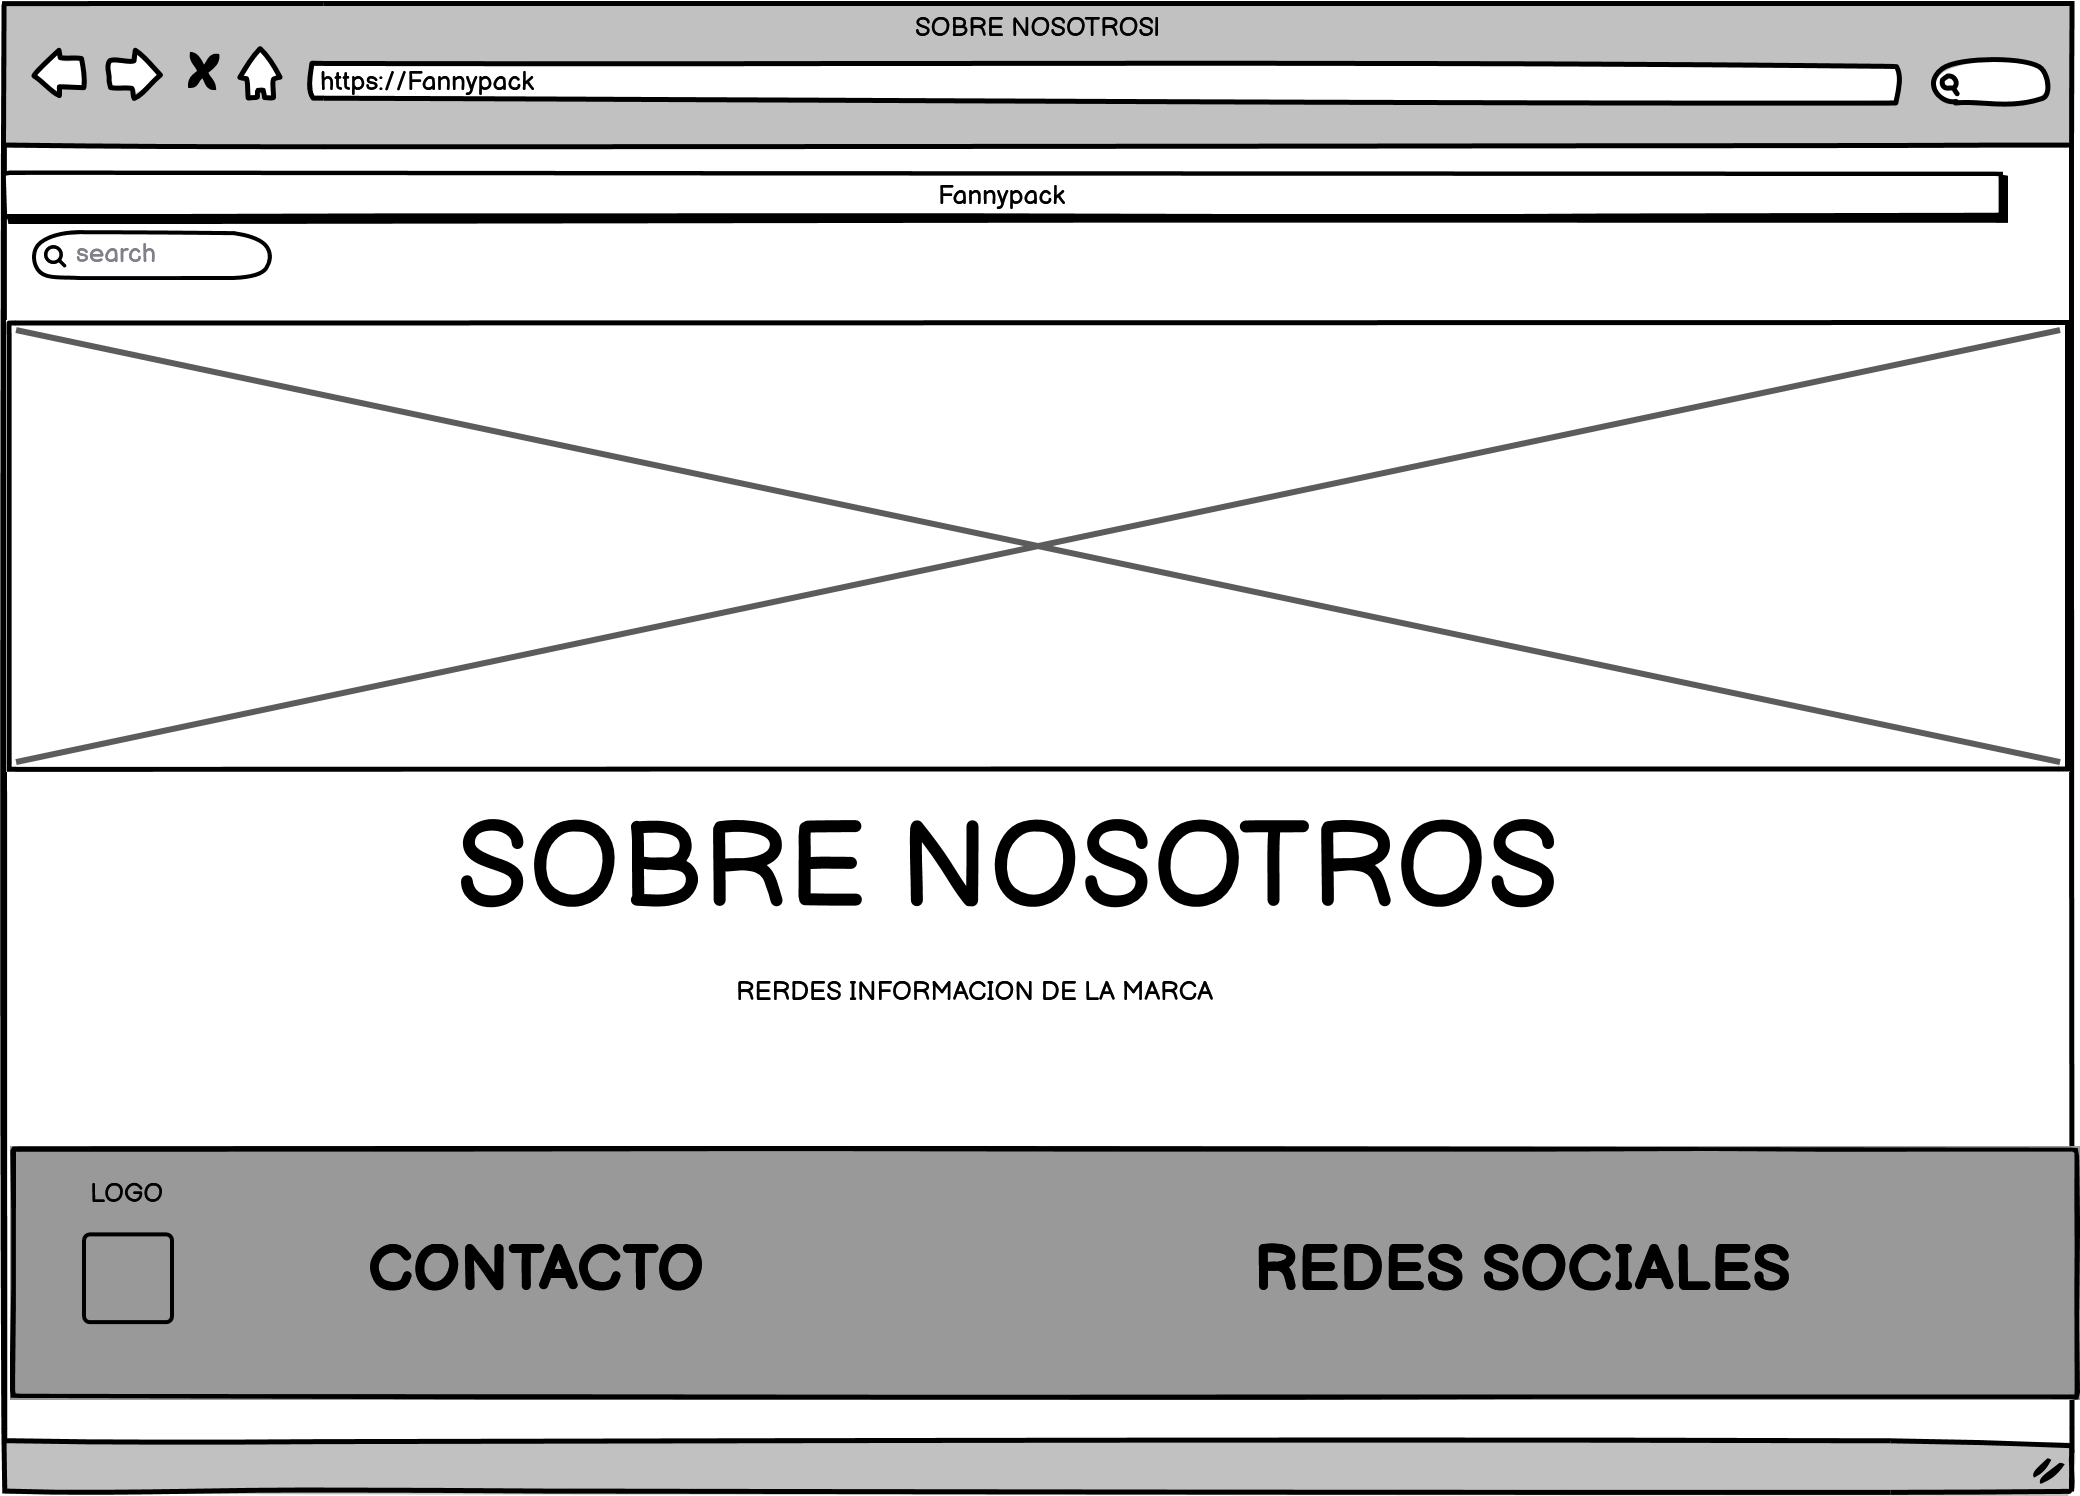 SOBRE NOSOTROSI
https://Fannypack
Fannypack
search
SOBRE NOSOTROS
RERDES INFORMACION DE LA MARCA
LOGO
CONTACTO
REDES SOCIALES